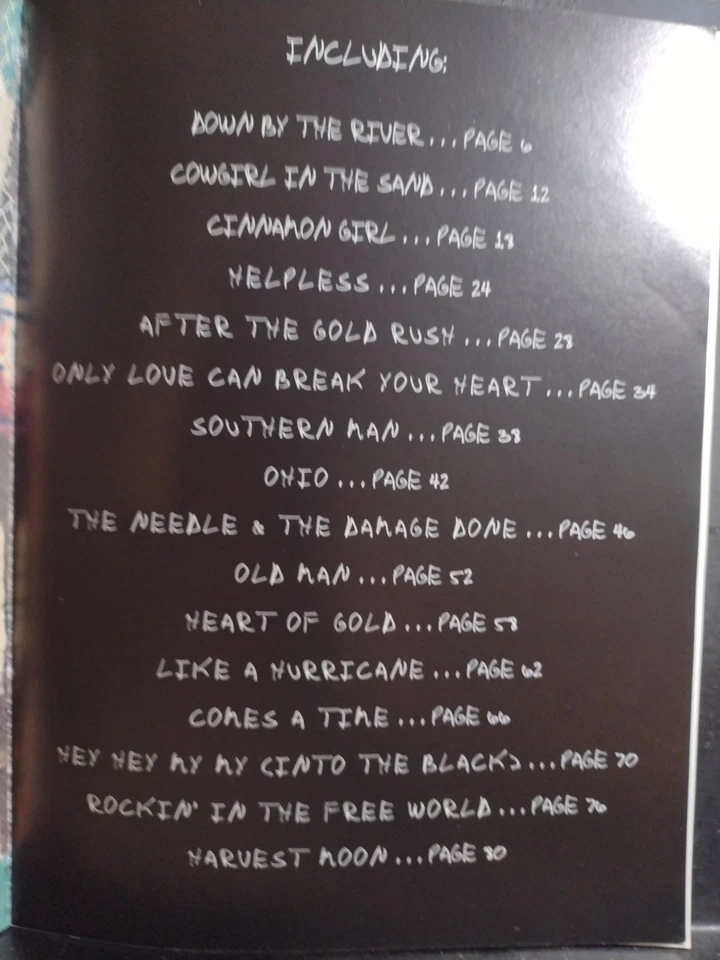 INCLUDING:
DOWN BY THE RIVER...PAGE 6
COWGIRL IN THE SAND...PAGE 12
CINNAMON GIRL...PAGE 18
HELPLESS...PAGE 24
AFTER THE GOLD RUSH...PAGE 28
ONLY LOVE CAN BREAK YOUR HEART...PAGE 34
SOUTHERN MAN...PAGE 38
OHIO...PAGE 42
THE NEEDLE & THE DAMAGE DONE...PAGE 46
OLD MAN...PAGE 52
HEART OF GOLD...PAGE 58
LIKE A HURRICANE...PAGE 62
COMES A TIME...PAGE 66
HEY HEY MY MY (INTO THE BLACK)...PAGE 70
ROCKIN' IN THE FREE WORLD...PAGE 76
HARVEST MOON...PAGE 80